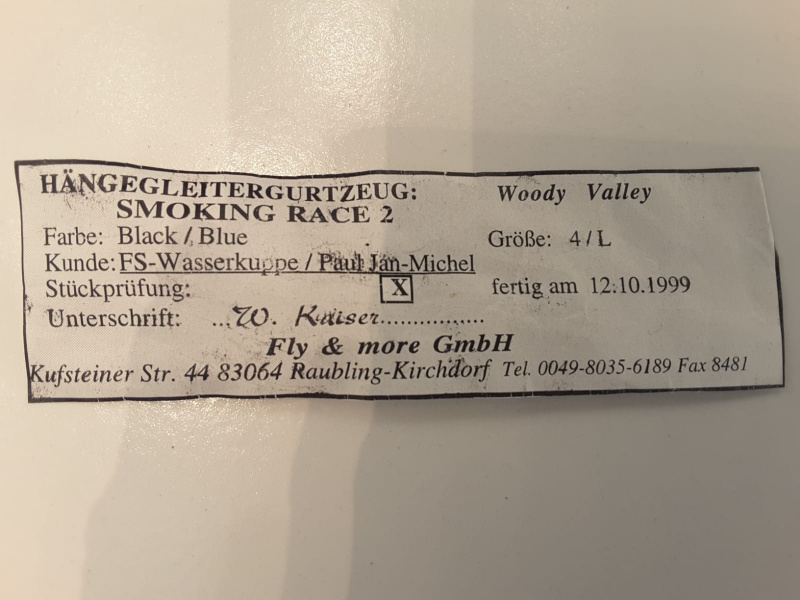 HÄNGEGLEITERGURTZEUG: Woody Valley
SMOKING RACE 2
Farbe: Black / Blue Größe: 4 / L
Kunde: FS-Wasserkuppe / Paul Jan-Michel
Stückprüfung: X fertig am 12.10.1999
Unterschrift: ...W. Kaiser...............
Fly & more GmbH
Kufsteiner Str. 44 83064 Raubling-Kirchdorf Tel. 0049-8035-6189 Fax 8481